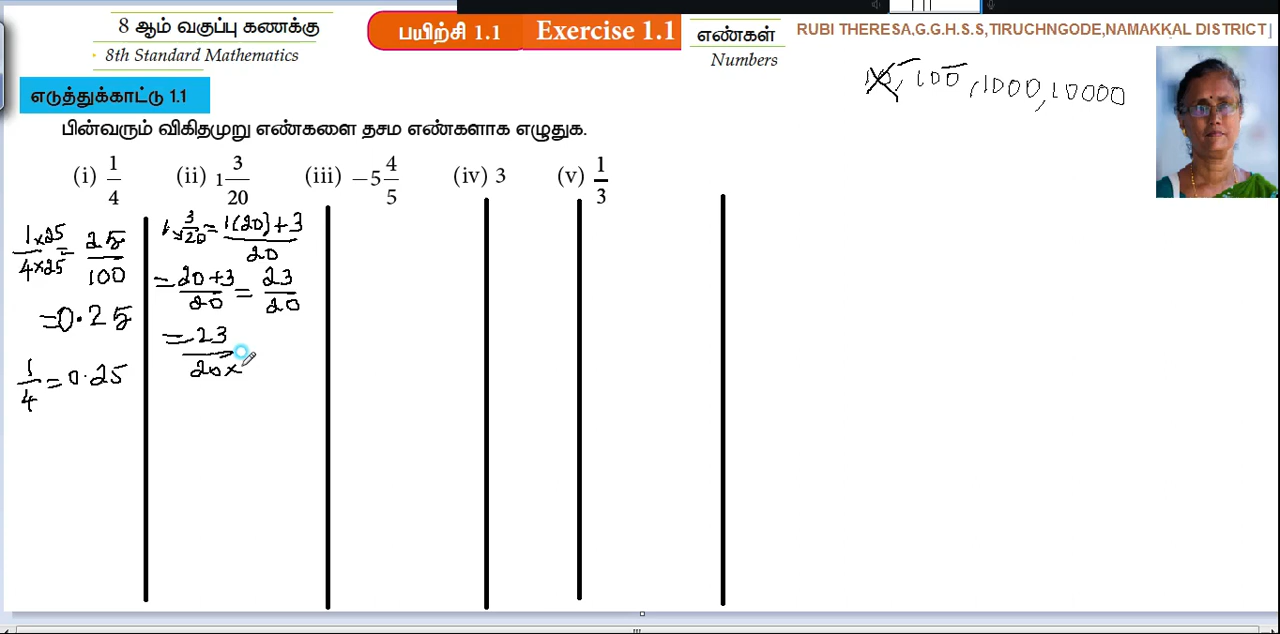 8 ஆம் வகுப்பு கணக்கு
8th Standard Mathematics
பயிற்சி 1.1 Exercise 1.1
எண்கள்
Numbers
RUBI THERESA,G.G.H.S.S,TIRUCHNGODE,NAMAKKAL DISTRICT
10, 100, 1000, 10000
எடுத்துக்காட்டு 1.1
பின்வரும் விகிதமுறு எண்களை தசம எண்களாக எழுதுக.
(i) 1/4 (ii) 1 3/20 (iii) −5 4/5 (iv) 3 (v) 1/3
1×25/4×25 = 25/100
=0.25
1/4 = 0.25
1 3/20 = 1(20)+3/20
= 20+3/20 = 23/20
= 23/20×